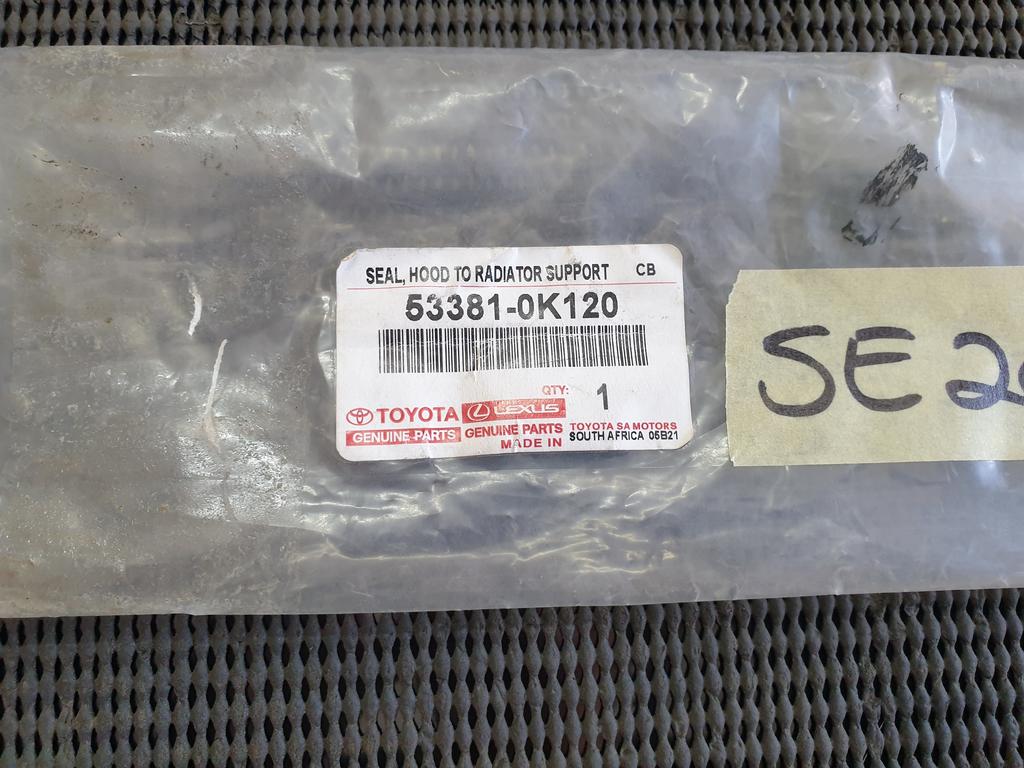 SEAL, HOOD TO RADIATOR SUPPORT CB
53381-0K120
QTY: 1
TOYOTA LEXUS
GENUINE PARTS GENUINE PARTS TOYOTA SA MOTORS
MADE IN SOUTH AFRICA 05B21
SE 2